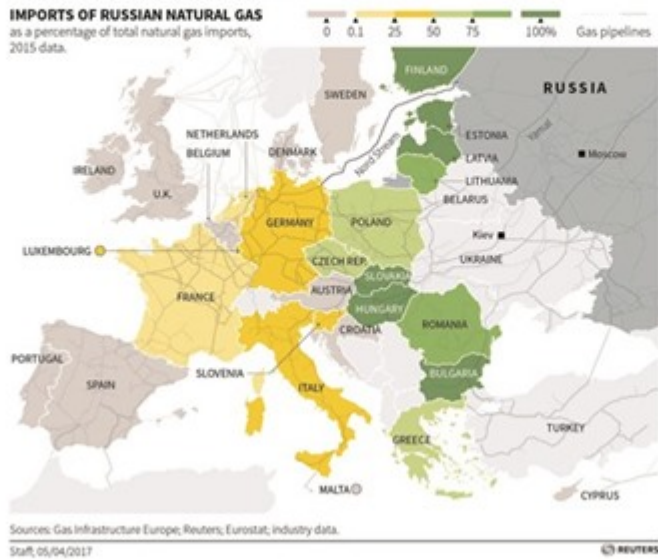 IMPORTS OF RUSSIAN NATURAL GAS
as a percentage of total natural gas imports,
2015 data.
0 0.1 25 50 75 100% Gas pipelines
FINLAND
RUSSIA
SWEDEN
NETHERLANDS
BELGIUM
DENMARK
Nord Stream
Yamal
ESTONIA
Moscow
LATVIA
IRELAND
LITHUANIA
U.K.
BELARUS
GERMANY
POLAND
Kiev
LUXEMBOURG
CZECH REP.
UKRAINE
SLOVAKIA
AUSTRIA
FRANCE
HUNGARY
CROATIA
ROMANIA
PORTUGAL
SPAIN
SLOVENIA
BULGARIA
ITALY
TURKEY
GREECE
MALTA
CYPRUS
Sources: Gas Infrastructure Europe; Reuters; Eurostat; industry data.
Staff, 05/04/2017
REUTERS